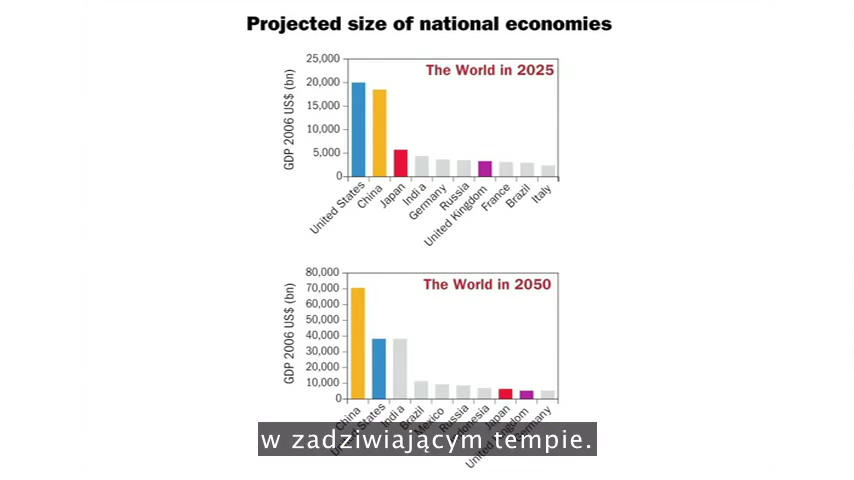 Projected size of national economies
The World in 2025
GDP 2006 US$ (bn)
25,000
20,000
15,000
10,000
5,000
0
United States
China
Japan
India
Germany
Russia
United Kingdom
France
Brazil
Italy
The World in 2050
GDP 2006 US$ (bn)
80,000
70,000
60,000
50,000
40,000
30,000
20,000
10,000
0
China
India
Brazil
Mexico
Russia
Japan
w zadziwiającym tempie.